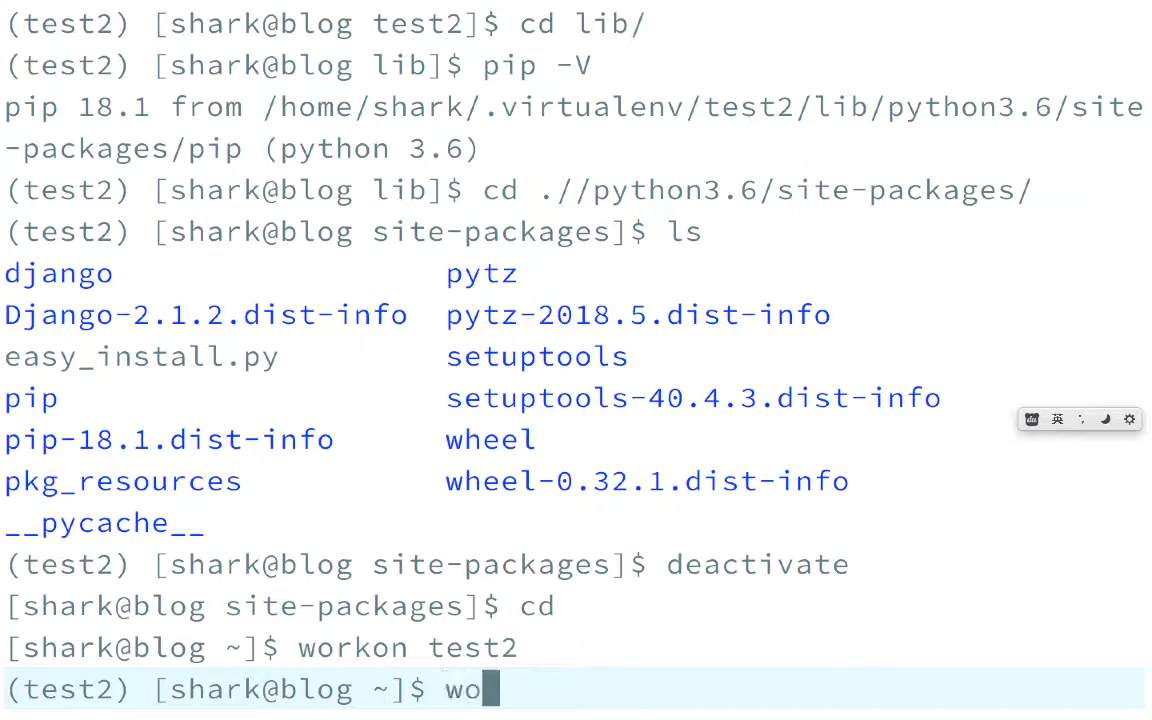 (test2) [shark@blog test2]$ cd lib/
(test2) [shark@blog lib]$ pip -V
pip 18.1 from /home/shark/.virtualenv/test2/lib/python3.6/site
-packages/pip (python 3.6)
(test2) [shark@blog lib]$ cd .//python3.6/site-packages/
(test2) [shark@blog site-packages]$ ls
django pytz
Django-2.1.2.dist-info pytz-2018.5.dist-info
easy_install.py setuptools
pip setuptools-40.4.3.dist-info
pip-18.1.dist-info wheel
pkg_resources wheel-0.32.1.dist-info
__pycache__
(test2) [shark@blog site-packages]$ deactivate
[shark@blog site-packages]$ cd
[shark@blog ~]$ workon test2
(test2) [shark@blog ~]$ wo
英